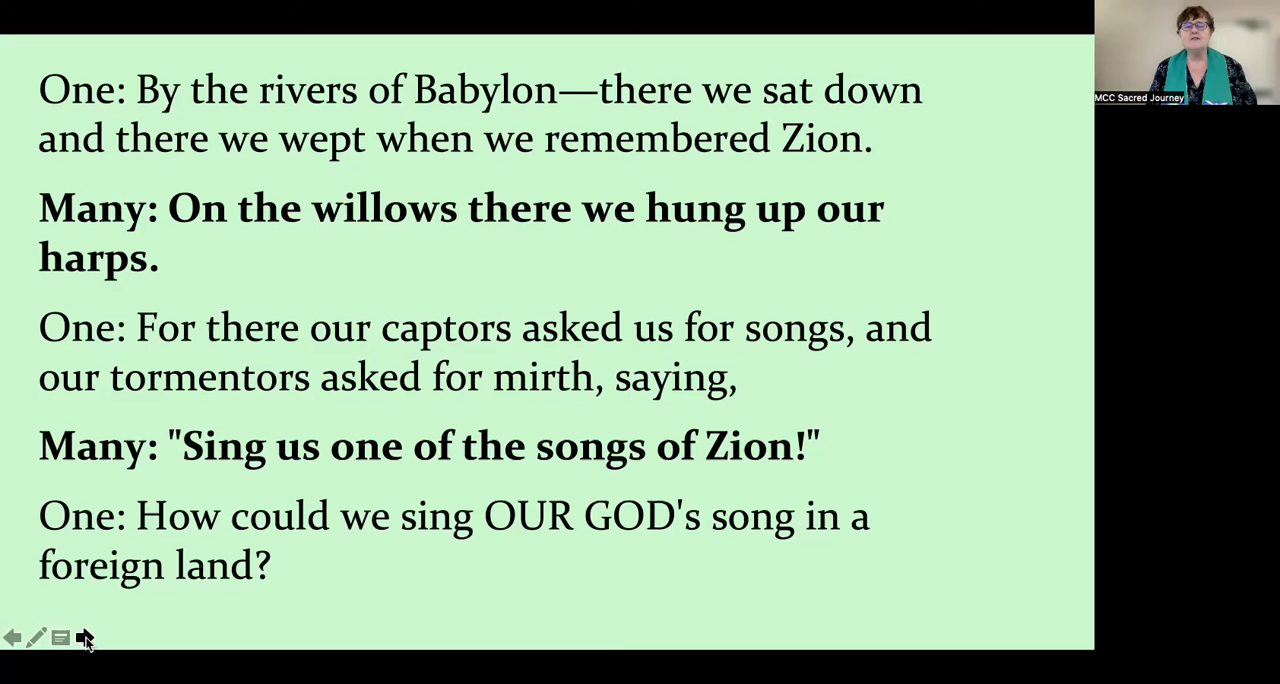 One: By the rivers of Babylon—there we sat down
and there we wept when we remembered Zion.
Many: On the willows there we hung up our
harps.
One: For there our captors asked us for songs, and
our tormentors asked for mirth, saying,
Many: "Sing us one of the songs of Zion!"
One: How could we sing OUR GOD's song in a
foreign land?
MCC Sacred Journey